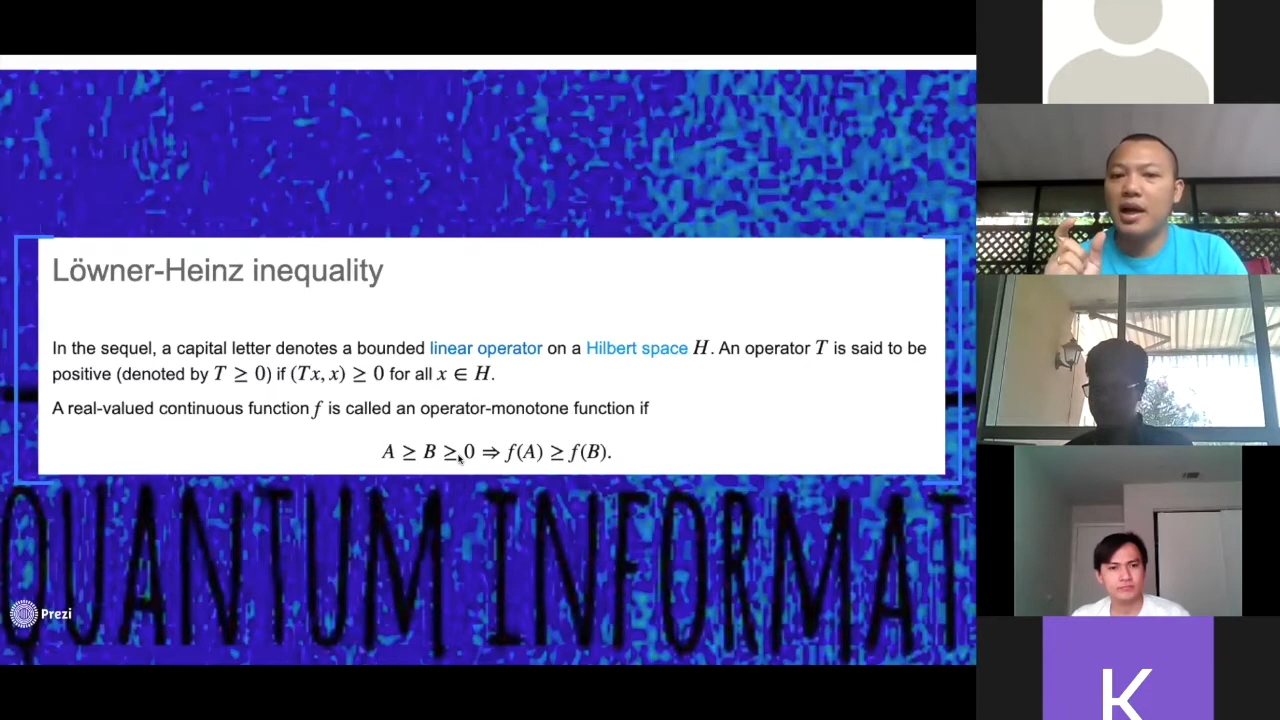 Löwner-Heinz inequality
In the sequel, a capital letter denotes a bounded linear operator on a Hilbert space H. An operator T is said to be
positive (denoted by T ≥ 0) if (Tx, x) ≥ 0 for all x ∈ H.
A real-valued continuous function f is called an operator-monotone function if
A ≥ B ≥ 0 ⇒ f(A) ≥ f(B).
QUANTUM INFORMAT
Prezi
K